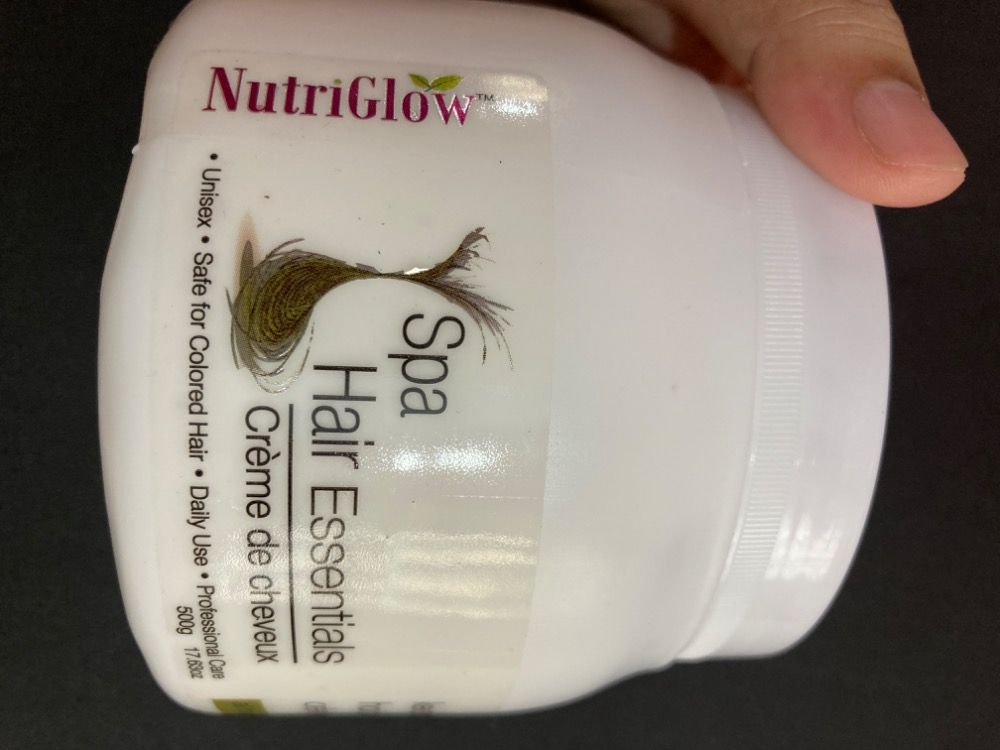 NutriGlow™
Spa
Hair Essentials
Crème de cheveux
• Unisex • Safe for Colored Hair • Daily Use • Professional Care
500g 17.63oz